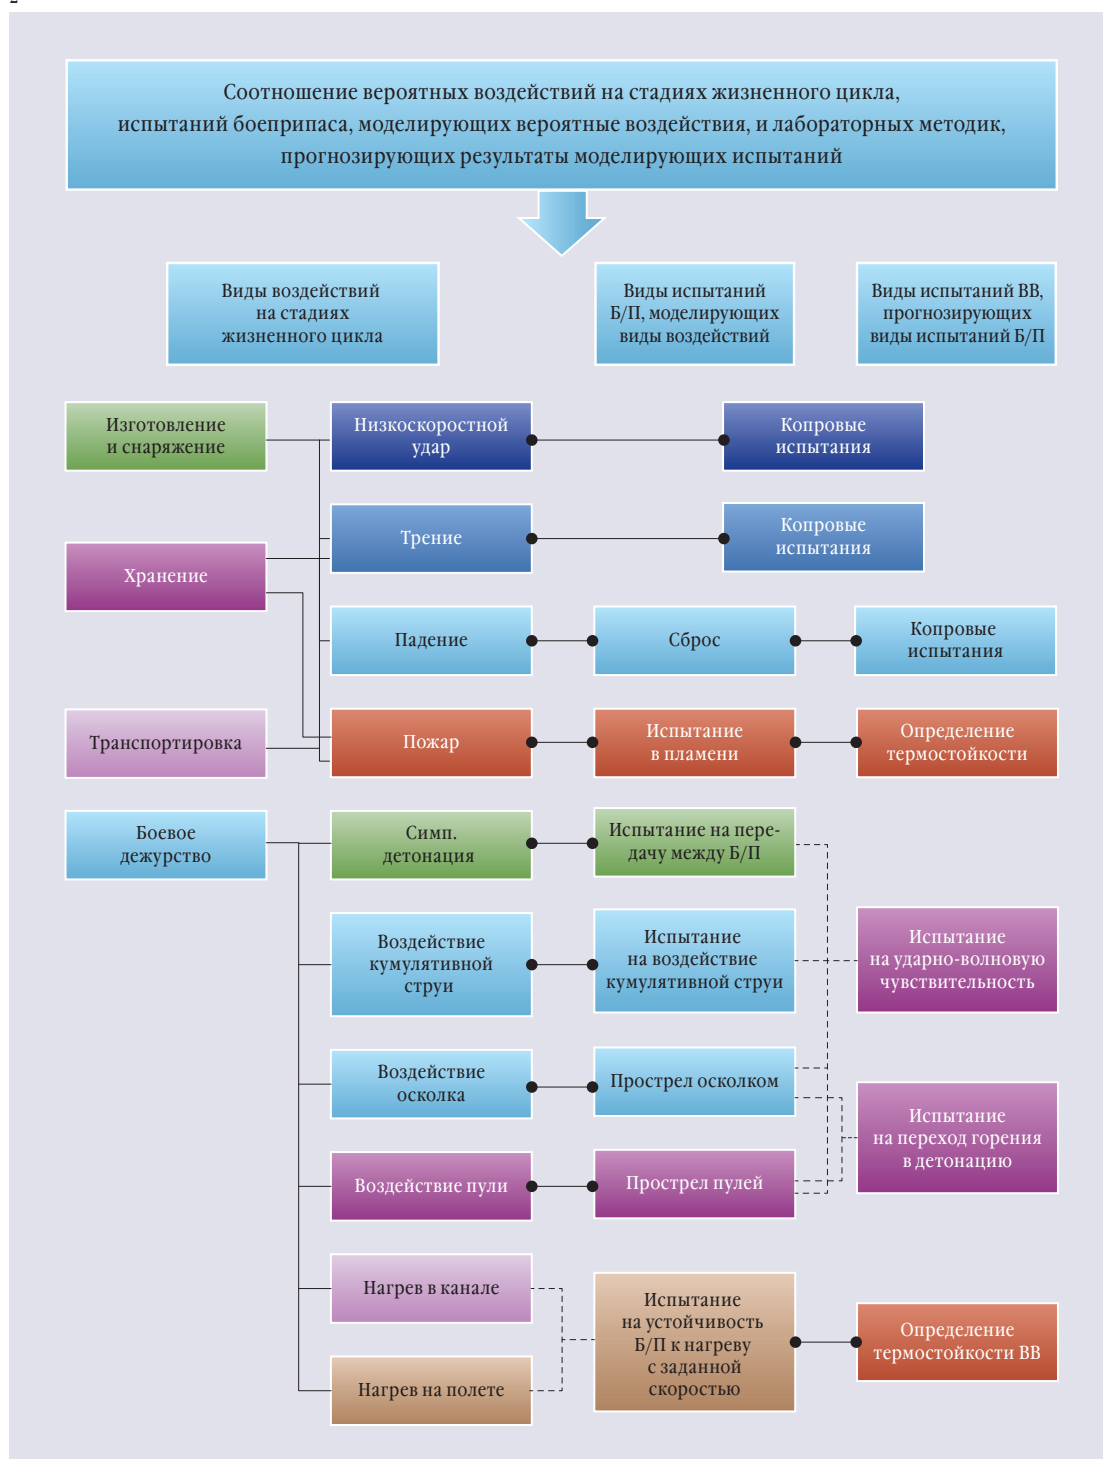 Соотношение вероятных воздействий на стадиях жизненного цикла,
испытаний боеприпаса, моделирующих вероятные воздействия, и лабораторных методик,
прогнозирующих результаты моделирующих испытаний
Виды воздействий
на стадиях
жизненного цикла
Виды испытаний
Б/П, моделирующих
виды воздействий
Виды испытаний ВВ,
прогнозирующих
виды испытаний Б/П
Изготовление
и снаряжение
Низкоскоростной
удар
Копровые
испытания
Трение
Копровые
испытания
Хранение
Падение
Сброс
Копровые
испытания
Транспортировка
Пожар
Испытание
в пламени
Определение
термостойкости
Боевое
дежурство
Симп.
детонация
Испытание на пере-
дачу между Б/П
Воздействие
кумулятивной
струи
Испытание
на воздействие
кумулятивной струи
Испытание
на ударно-волновую
чувствительность
Воздействие
осколка
Прострел осколком
Испытание
на переход горения
в детонацию
Воздействие пули
Прострел пулей
Нагрев в канале
Испытание
на устойчивость
Б/П к нагреву
с заданной
скоростью
Определение
термостойкости ВВ
Нагрев на полете